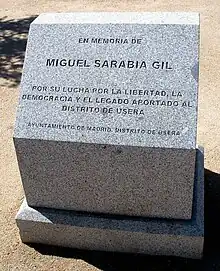 EN MEMORIA DE
MIGUEL SARABIA GIL
POR SU LUCHA POR LA LIBERTAD, LA
DEMOCRACIA Y EL LEGADO APORTADO AL
DISTRITO DE USERA
AYUNTAMIENTO DE MADRID. DISTRITO DE USERA